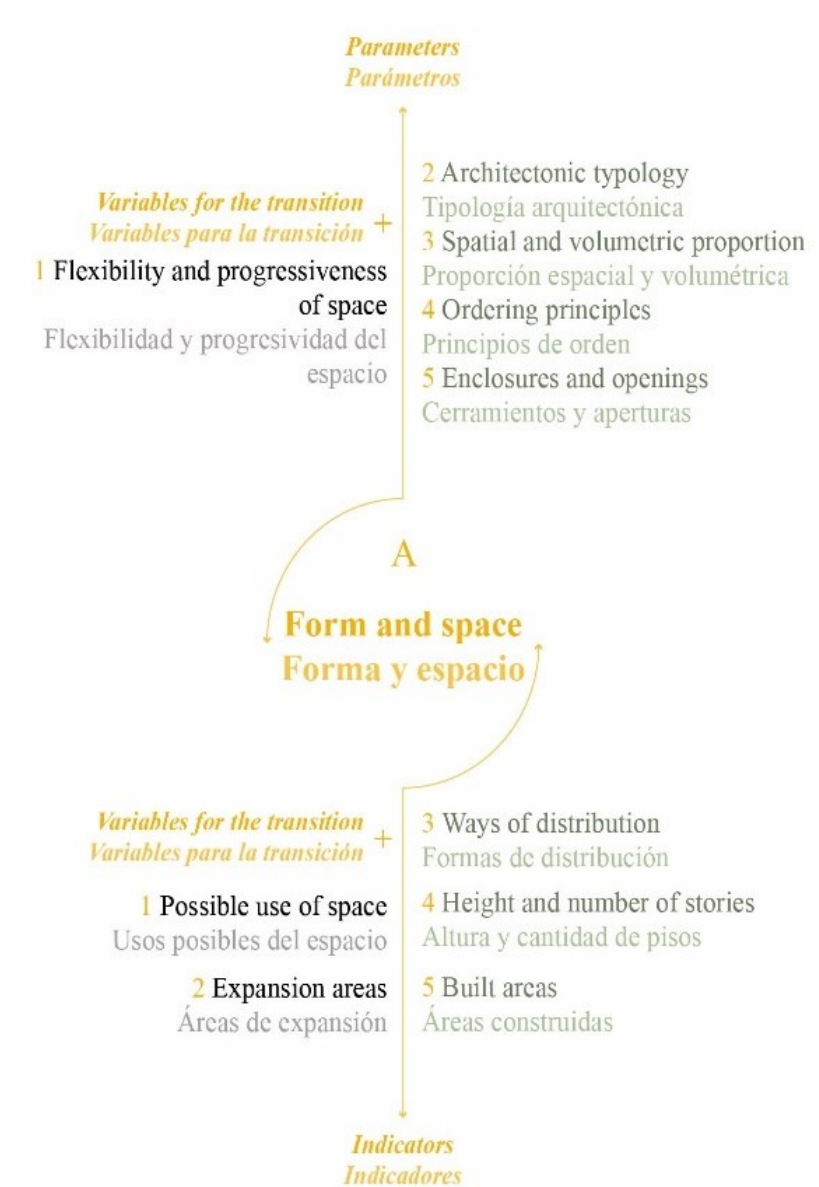 Parameters
Parámetros
Variables for the transition
Variables para la transición +
1 Flexibility and progressiveness
of space
Flexibilidad y progresividad del
espacio
2 Architectonic typology
Tipología arquitectónica
3 Spatial and volumetric proportion
Proporción espacial y volumétrica
4 Ordering principles
Principios de orden
5 Enclosures and openings
Cerramientos y aperturas
A
Form and space
Forma y espacio
Variables for the transition
Variables para la transición +
1 Possible use of space
Usos posibles del espacio
2 Expansion areas
Áreas de expansión
3 Ways of distribution
Formas de distribución
4 Height and number of stories
Altura y cantidad de pisos
5 Built areas
Áreas construidas
Indicators
Indicadores